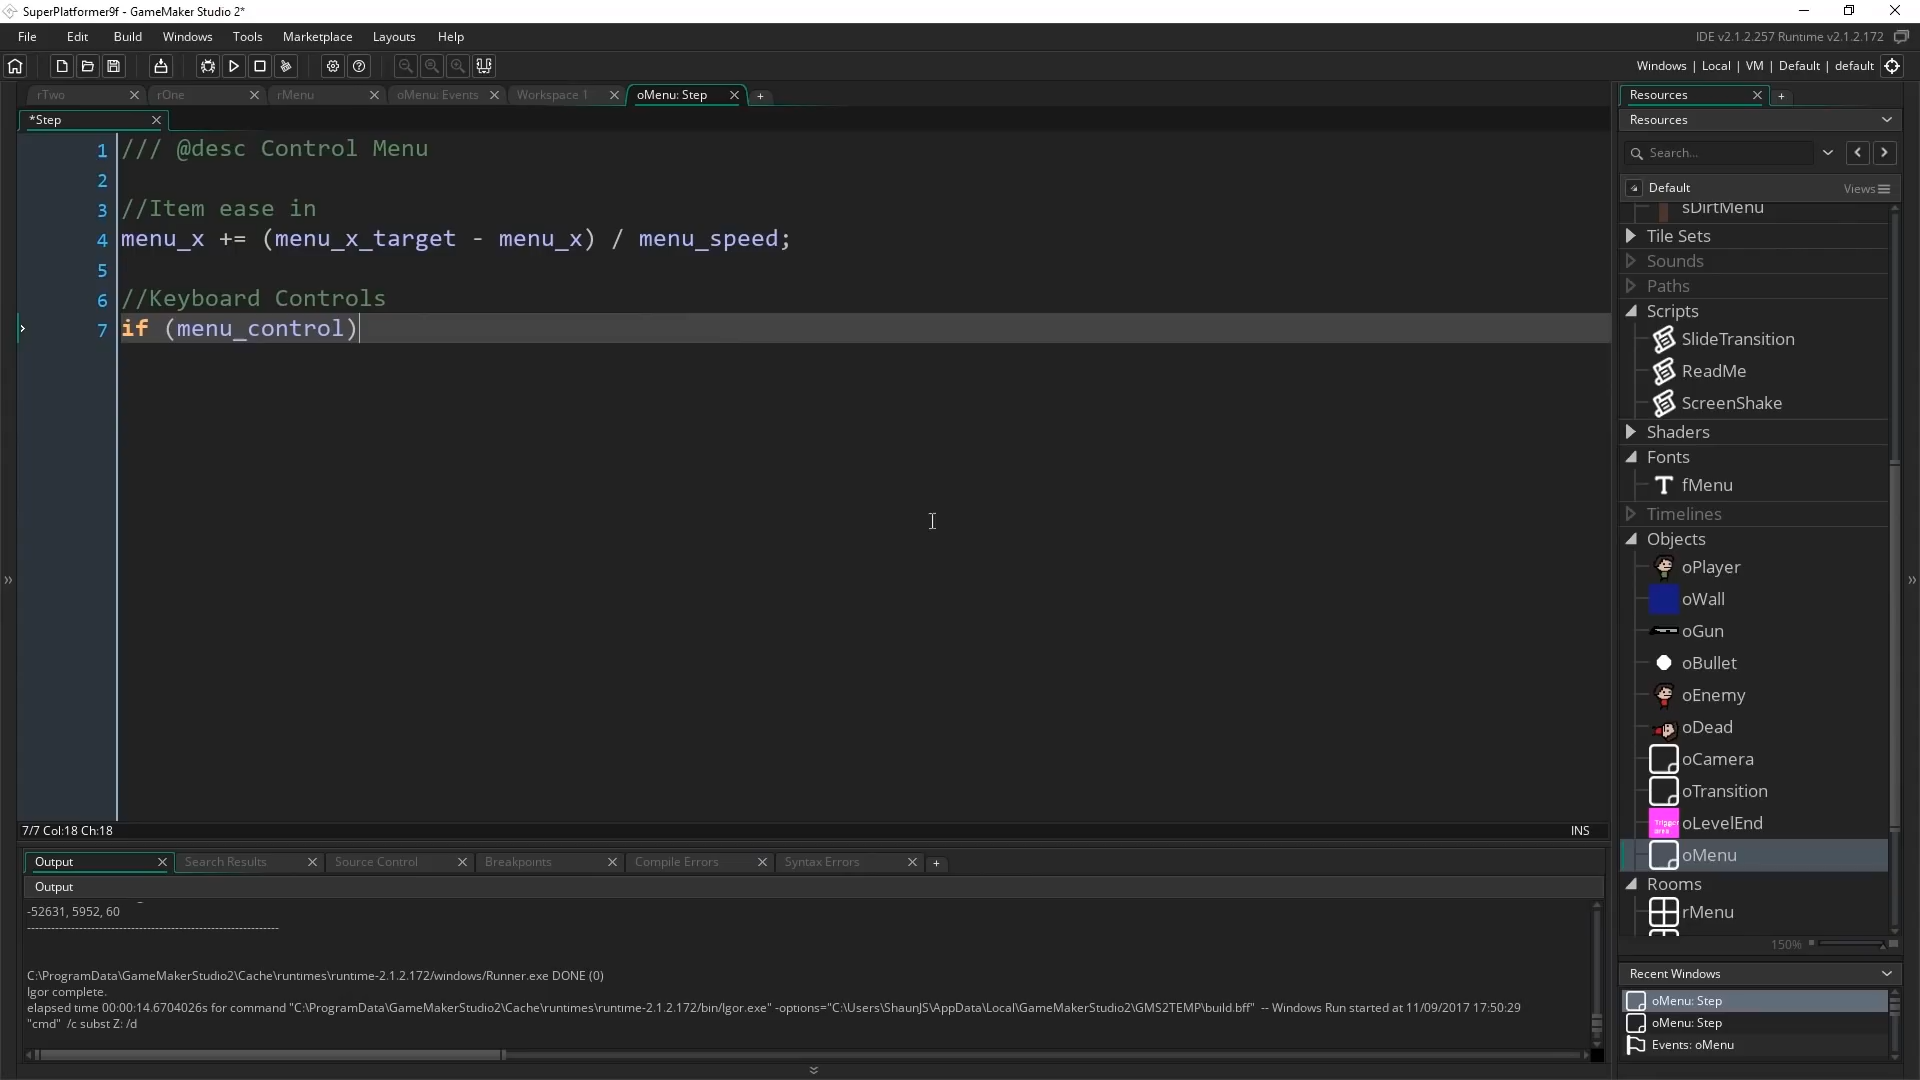 SuperPlatformer9f - GameMaker Studio 2*
File Edit Build Windows Tools Marketplace Layouts Help
IDE v2.1.2.257 Runtime v2.1.2.172
Windows | Local | VM | Default | default
rTwo rOne rMenu oMenu: Events Workspace 1 oMenu: Step
*Step
1 /// @desc Control Menu
2
3 //Item ease in
4 menu_x += (menu_x_target - menu_x) / menu_speed;
5
6 //Keyboard Controls
7 if (menu_control)
7/7 Col:18 Ch:18
INS
Output Search Results Source Control Breakpoints Compile Errors Syntax Errors
Output
-52631, 5952, 60
------------------------------------------------------------
C:\ProgramData\GameMakerStudio2\Cache\runtimes\runtime-2.1.2.172/windows/Runner.exe DONE (0)
Igor complete.
elapsed time 00:00:14.6704026s for command "C:\ProgramData\GameMakerStudio2\Cache\runtimes\runtime-2.1.2.172/bin/Igor.exe" -options="C:\Users\ShaunJS\AppData\Local\GameMakerStudio2\GMS2TEMP\build.bff" -- Windows Run started at 11/09/2017 17:50:29
"cmd" /c subst Z: /d
Resources
Resources
Search...
Default
Views
sDirtMenu
Tile Sets
Sounds
Paths
Scripts
SlideTransition
ReadMe
ScreenShake
Shaders
Fonts
fMenu
Timelines
Objects
oPlayer
oWall
oGun
oBullet
oEnemy
oDead
oCamera
oTransition
Trigger
area
oLevelEnd
oMenu
Rooms
rMenu
150%
Recent Windows
oMenu: Step
oMenu: Step
Events: oMenu